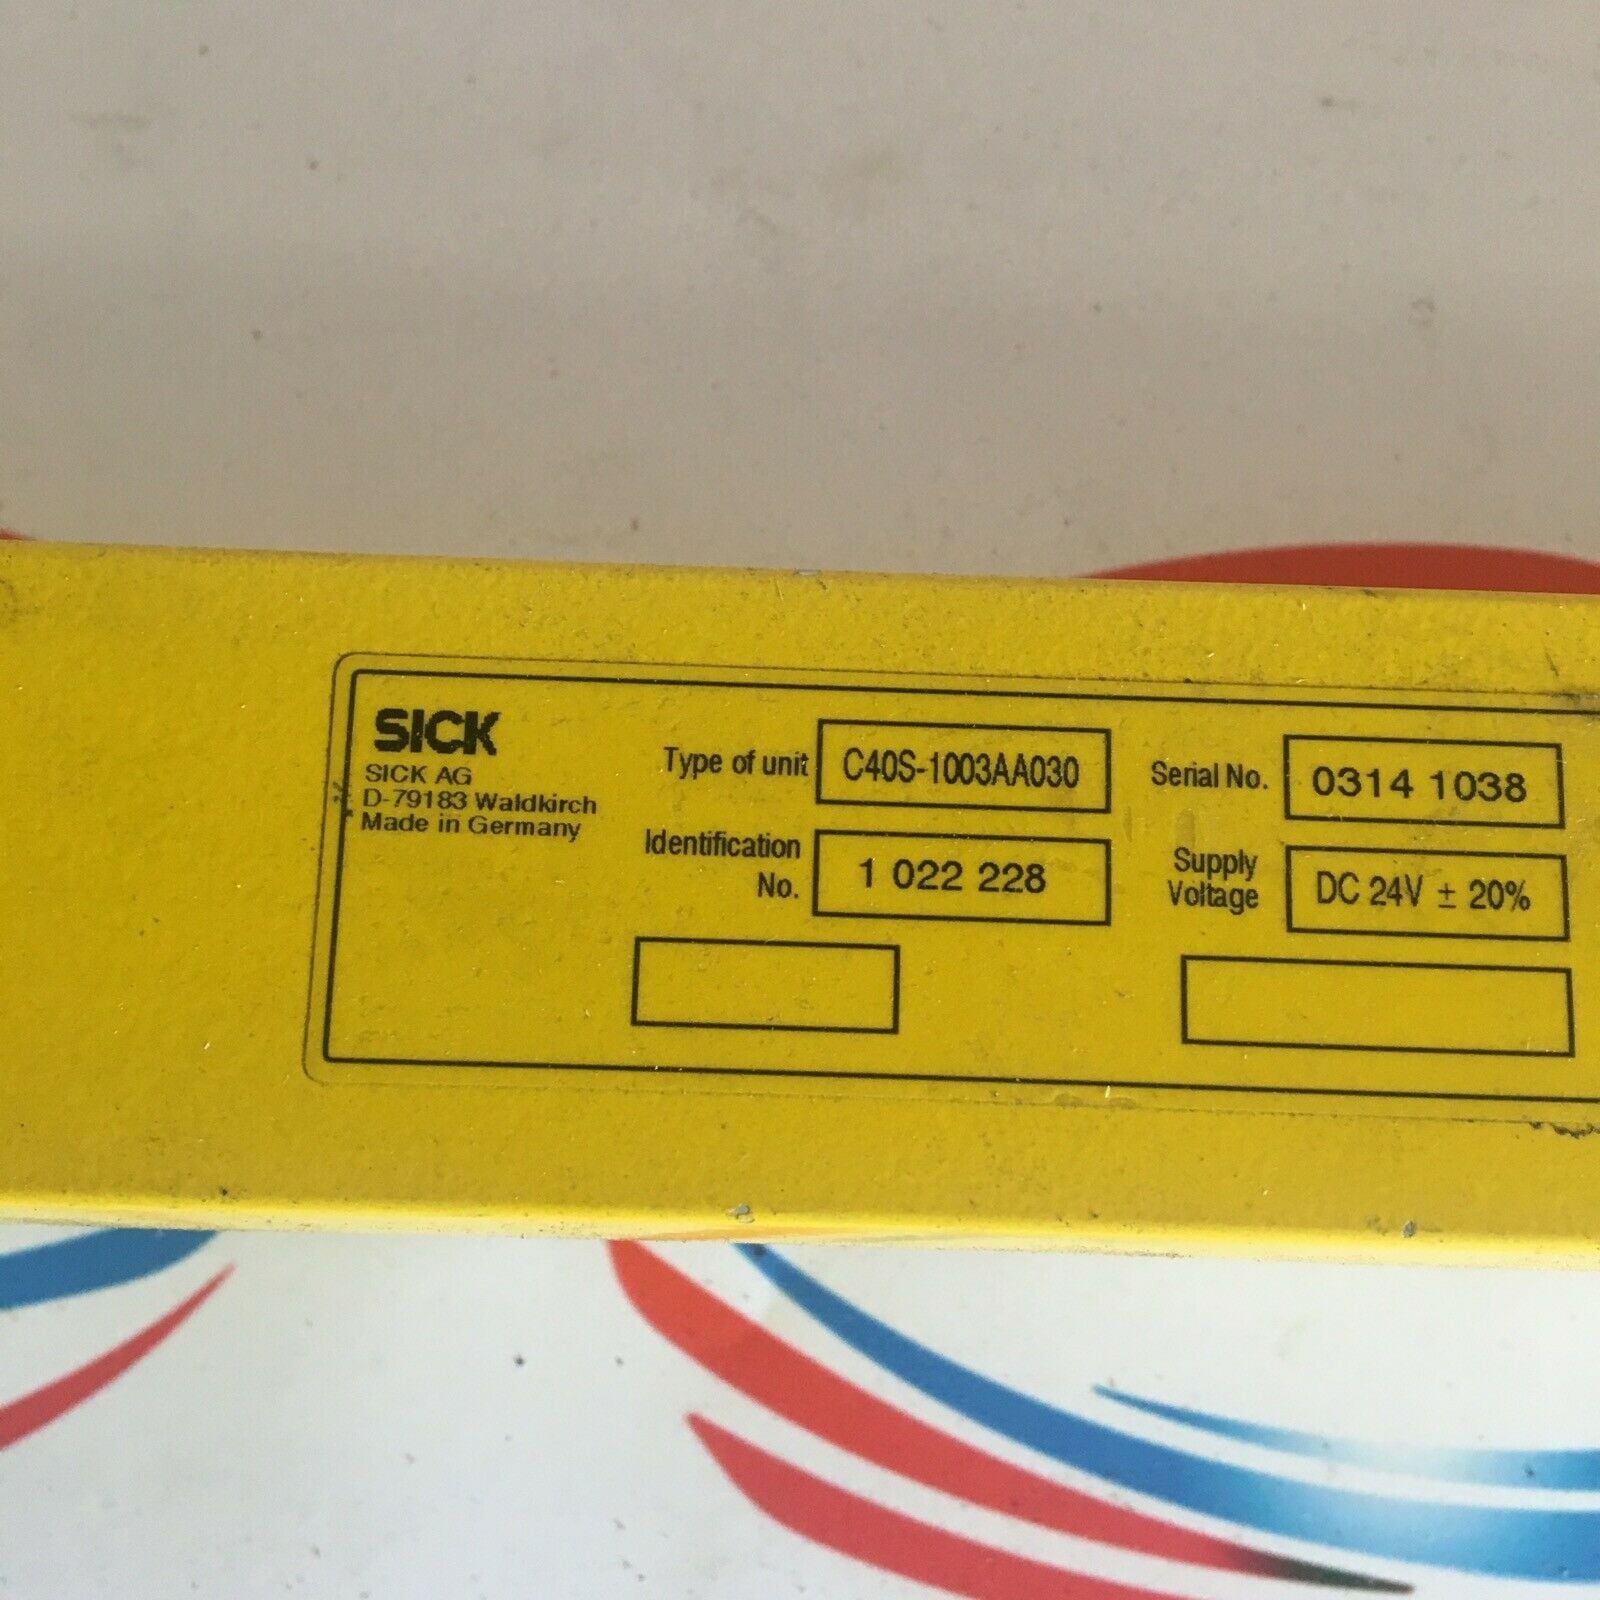 SICK
SICK AG
D-79183 Waldkirch
Made in Germany
Type of unit C40S-1003AA030
Identification
No. 1 022 228
Serial No. 0314 1038
Supply
Voltage DC 24V ± 20%